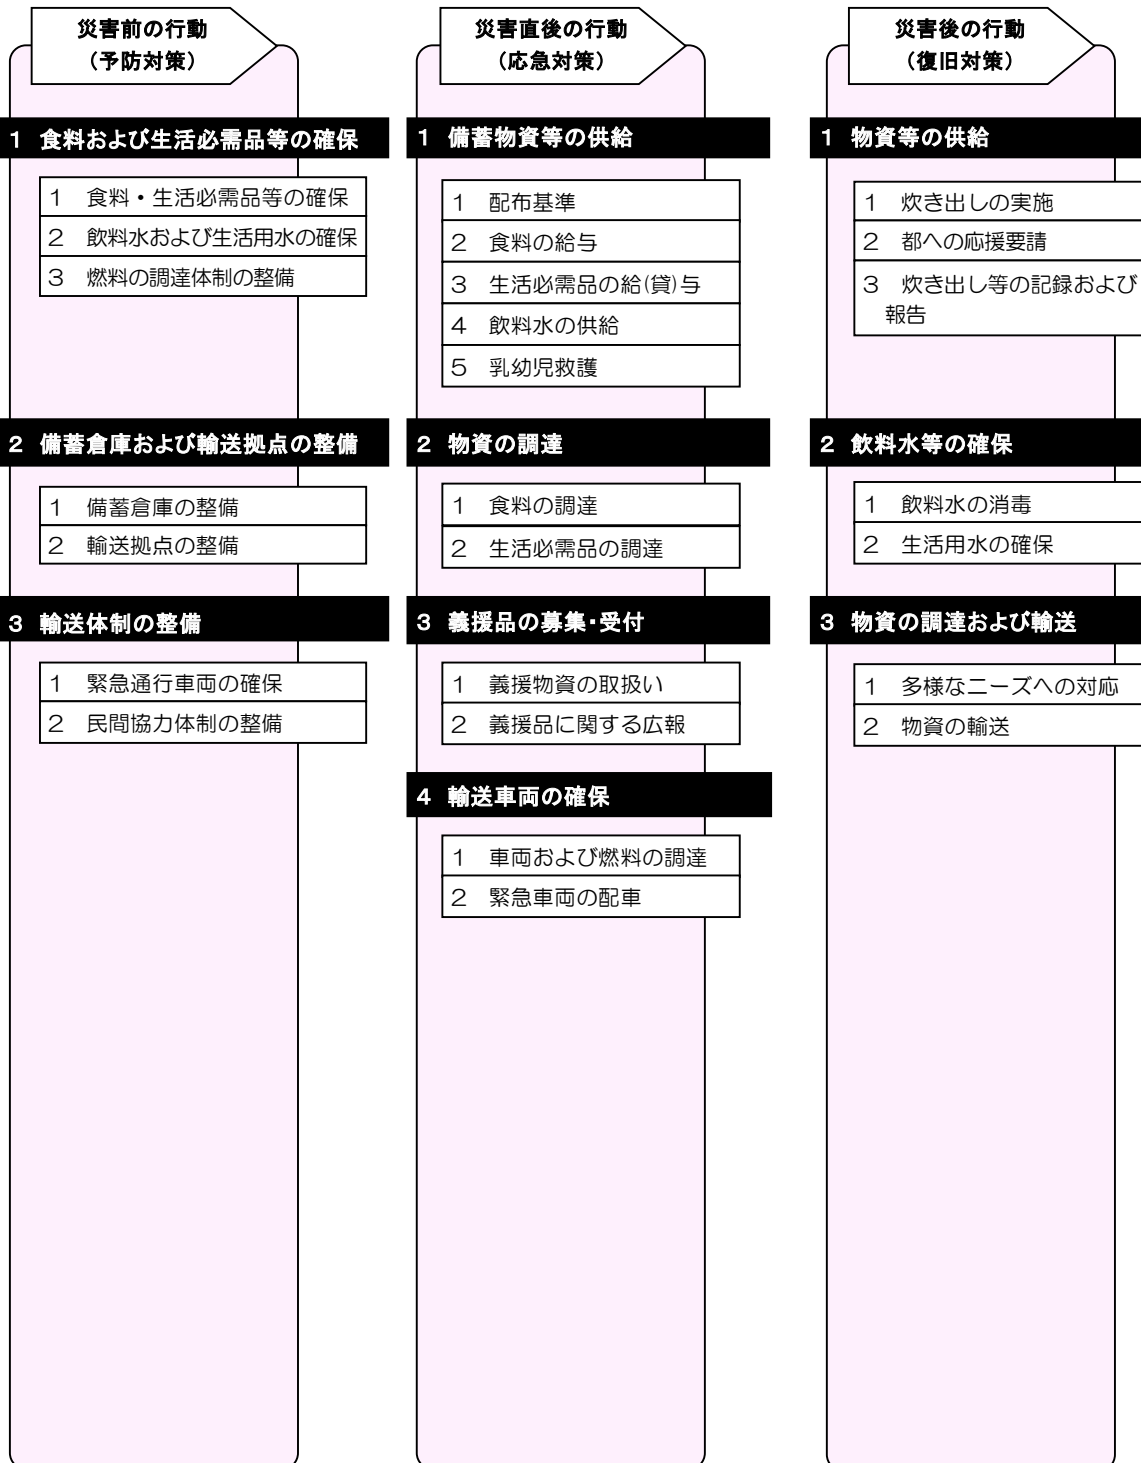 災害前の行動
（予防対策）
1 食料および生活必需品等の確保
1 食料・生活必需品等の確保
2 飲料水および生活用水の確保
3 燃料の調達体制の整備
2 備蓄倉庫および輸送拠点の整備
1 備蓄倉庫の整備
2 輸送拠点の整備
3 輸送体制の整備
1 緊急通行車両の確保
2 民間協力体制の整備
災害直後の行動
（応急対策）
1 備蓄物資等の供給
1 配布基準
2 食料の給与
3 生活必需品の給(貸)与
4 飲料水の供給
5 乳幼児救護
2 物資の調達
1 食料の調達
2 生活必需品の調達
3 義援品の募集・受付
1 義援物資の取扱い
2 義援品に関する広報
4 輸送車両の確保
1 車両および燃料の調達
2 緊急車両の配車
災害後の行動
（復旧対策）
1 物資等の供給
1 炊き出しの実施
2 都への応援要請
3 炊き出し等の記録および
報告
2 飲料水等の確保
1 飲料水の消毒
2 生活用水の確保
3 物資の調達および輸送
1 多様なニーズへの対応
2 物資の輸送